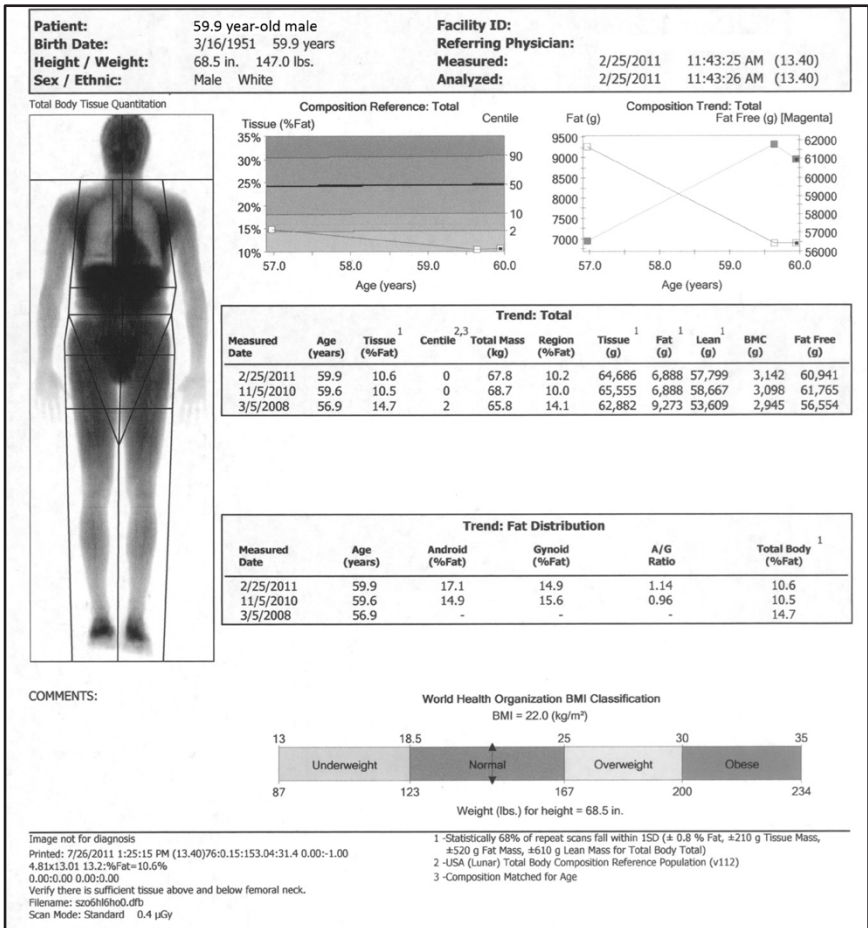 Patient: 59.9 year-old male Facility ID:
Birth Date: 3/16/1951 59.9 years Referring Physician:
Height / Weight: 68.5 in. 147.0 lbs. Measured: 2/25/2011 11:43:25 AM (13.40)
Sex / Ethnic: Male White Analyzed: 2/25/2011 11:43:26 AM (13.40)
Total Body Tissue Quantitation
Composition Reference: Total
Tissue (%Fat) Centile
35%
30% 90
25% 50
20% 10
15% 2
10%
57.0 58.0 59.0 60.0
Age (years)
Composition Trend: Total
Fat (g) Fat Free (g) [Magenta]
9500 62000
9000 61000
8500 60000
8000 59000
7500 58000
7000 57000
56000
57.0 58.0 59.0 60.0
Age (years)
Trend: Total
Measured Date Age (years) Tissue 1 (%Fat) Centile 2,3 Total Mass (kg) Region (%Fat) Tissue 1 (g) Fat 1 (g) Lean 1 (g) BMC (g) Fat Free (g)
2/25/2011 59.9 10.6 0 67.8 10.2 64,686 6,888 57,799 3,142 60,941
11/5/2010 59.6 10.5 0 68.7 10.0 65,555 6,888 58,667 3,098 61,765
3/5/2008 56.9 14.7 2 65.8 14.1 62,882 9,273 53,609 2,945 56,554
Trend: Fat Distribution
Measured Date Age (years) Android (%Fat) Gynoid (%Fat) A/G Ratio Total Body 1 (%Fat)
2/25/2011 59.9 17.1 14.9 1.14 10.6
11/5/2010 59.6 14.9 15.6 0.96 10.5
3/5/2008 56.9 - - - 14.7
COMMENTS:
World Health Organization BMI Classification
BMI = 22.0 (kg/m²)
13 18.5 25 30 35
Underweight Normal Overweight Obese
87 123 167 200 234
Weight (lbs.) for height = 68.5 in.
Image not for diagnosis
Printed: 7/26/2011 1:25:15 PM (13.40)76:0.15:153.04:31.4 0.00:-1.00
4.81x13.01 13.2:%Fat=10.6%
0.00:0.00 0.00:0.00
Verify there is sufficient tissue above and below femoral neck.
Filename: szo6hl6ho0.dfb
Scan Mode: Standard 0.4 µGy
1 -Statistically 68% of repeat scans fall within 1SD (± 0.8 % Fat, ±210 g Tissue Mass,
±520 g Fat Mass, ±610 g Lean Mass for Total Body Total)
2 -USA (Lunar) Total Body Composition Reference Population (v112)
3 -Composition Matched for Age